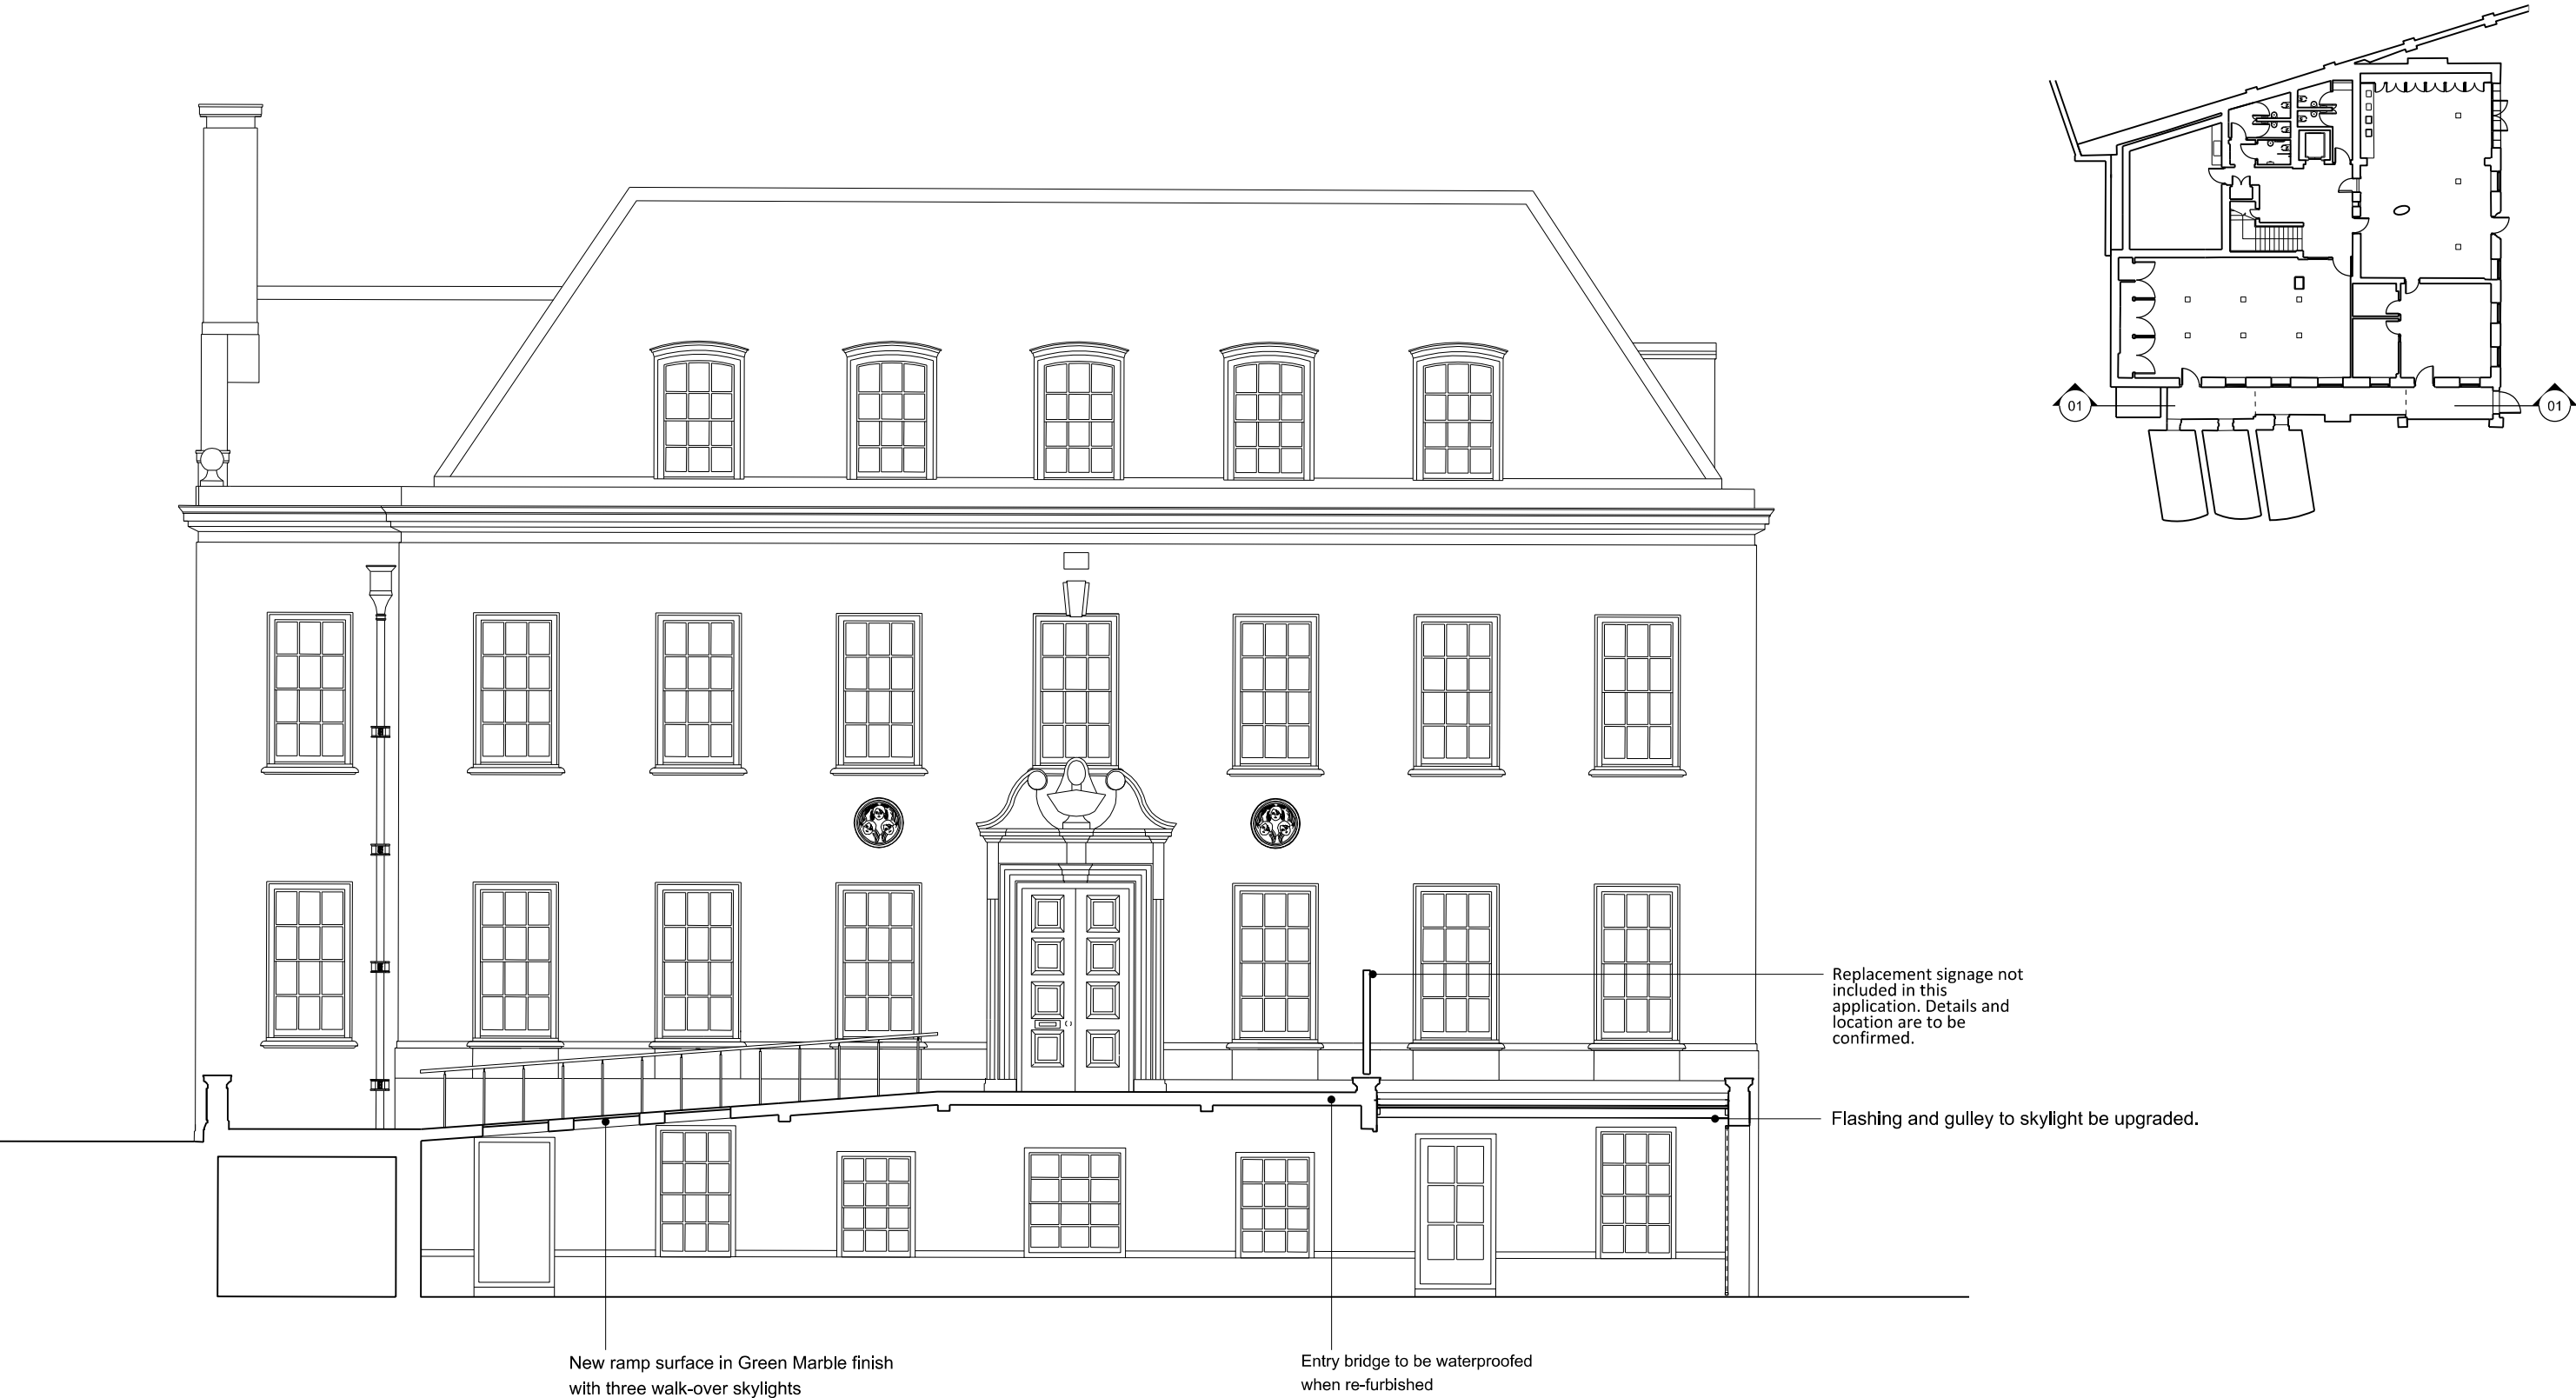 01
01
Replacement signage not
included in this
application. Details and
location are to be
confirmed.
Flashing and gulley to skylight be upgraded.
New ramp surface in Green Marble finish
with three walk-over skylights
Entry bridge to be waterproofed
when re-furbished